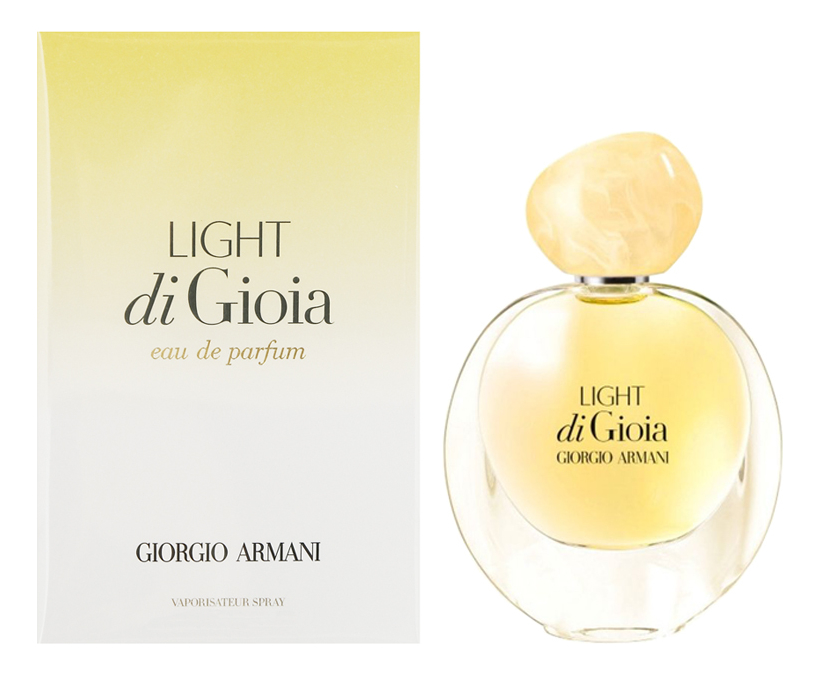 LIGHT
di Gioia
eau de parfum
GIORGIO ARMANI
VAPORISATEUR SPRAY
LIGHT
di Gioia
GIORGIO ARMANI